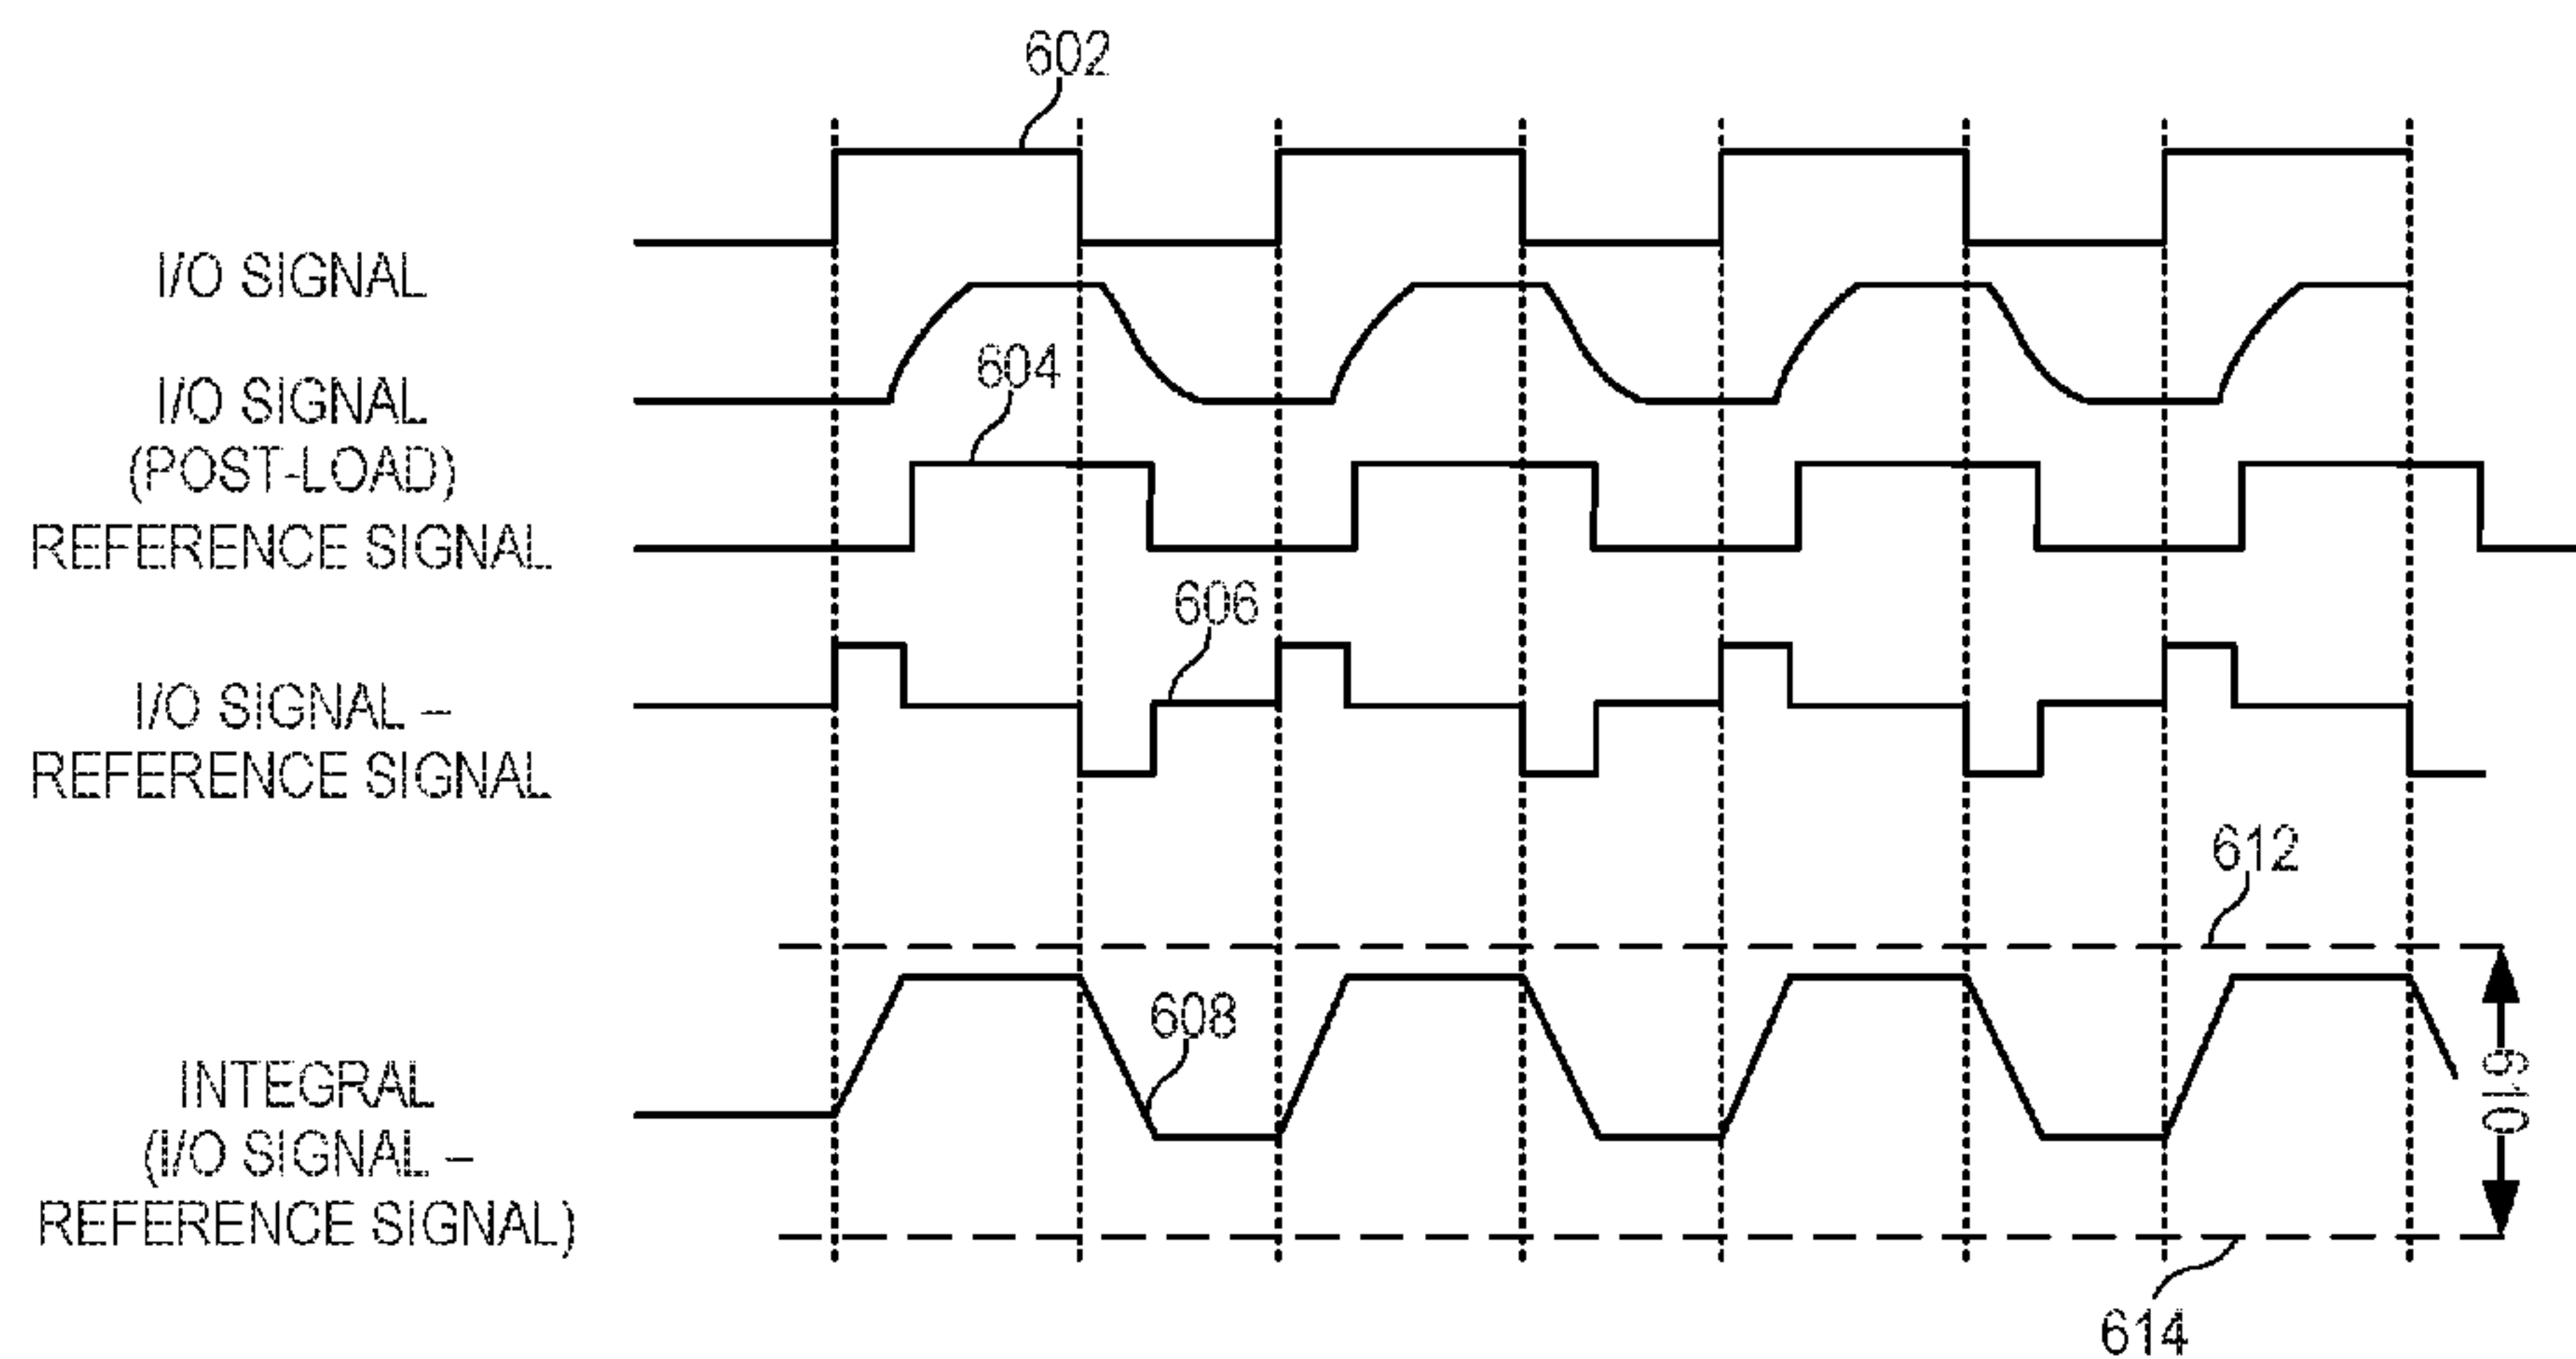 602
I/O SIGNAL
604
I/O SIGNAL
(POST-LOAD)
REFERENCE SIGNAL
606
I/O SIGNAL –
REFERENCE SIGNAL
612
608
610
INTEGRAL
(I/O SIGNAL –
REFERENCE SIGNAL)
614